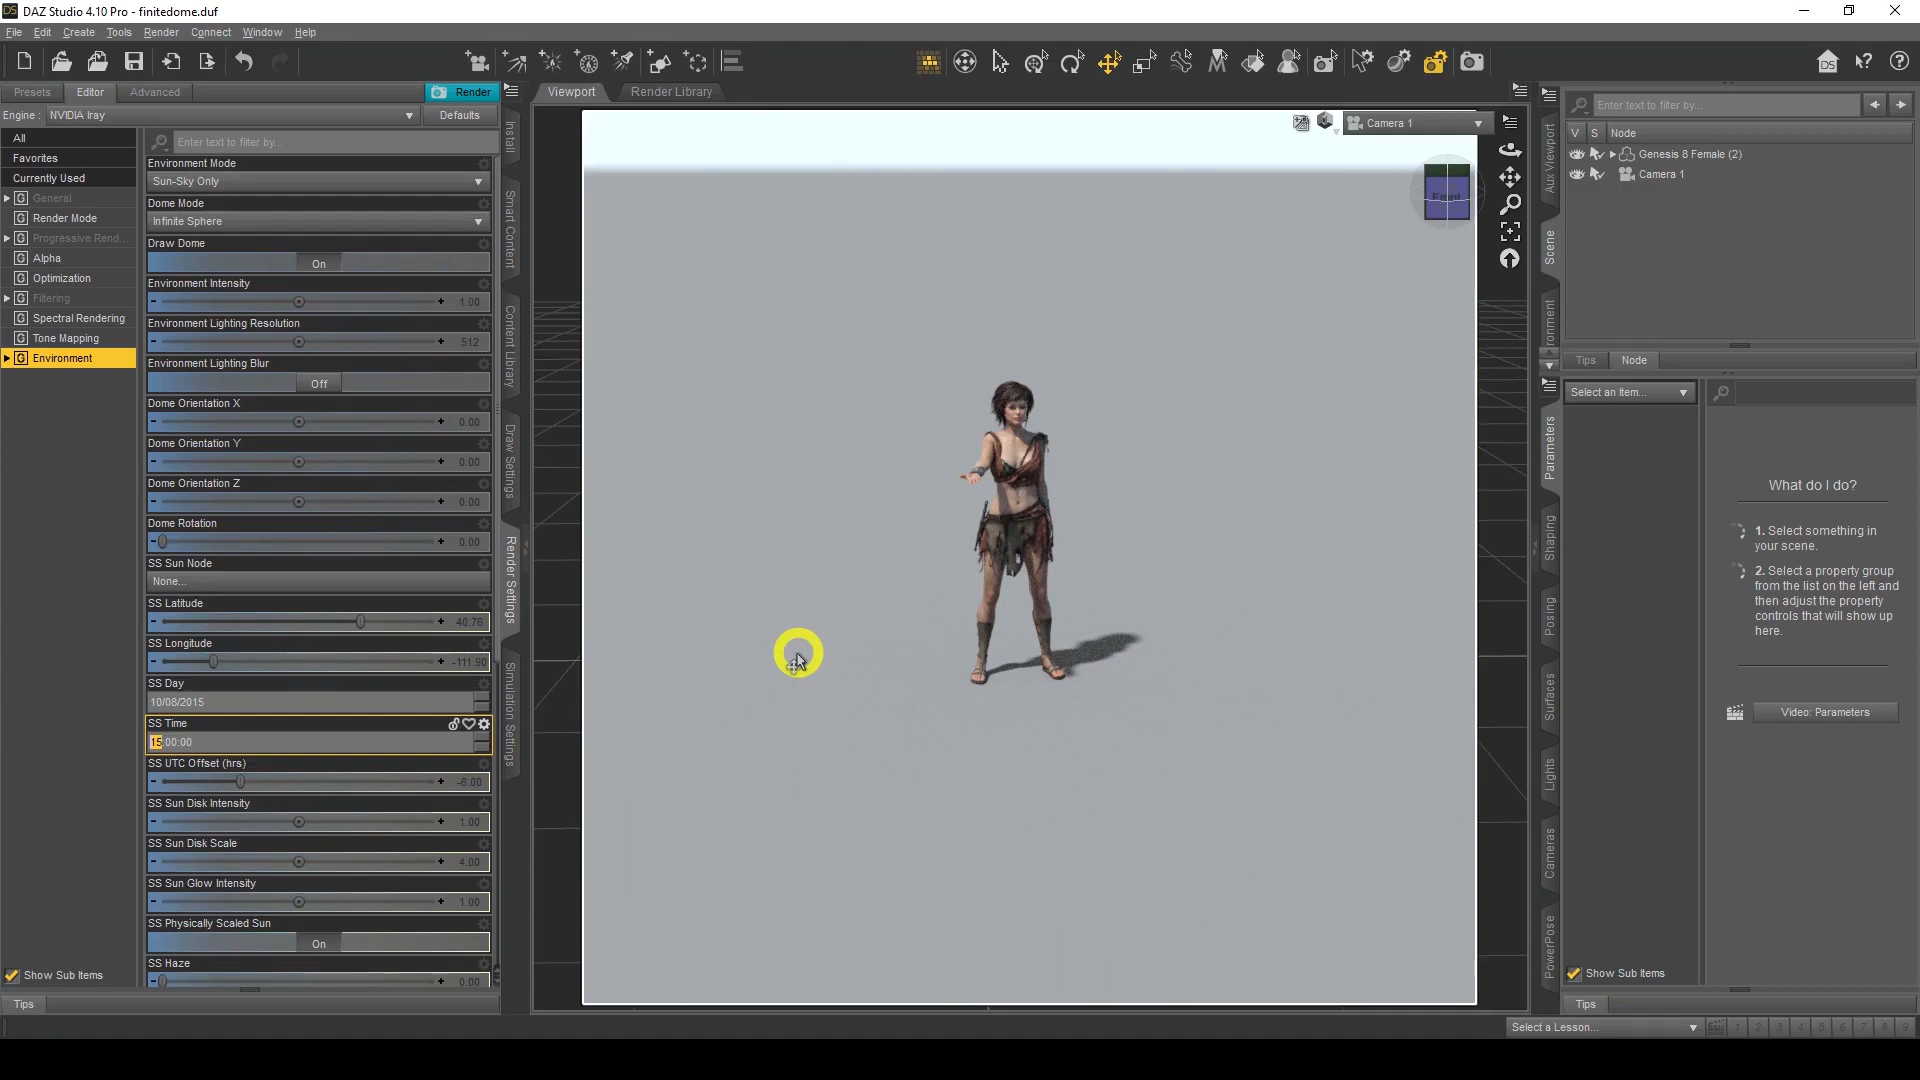 DAZ Studio 4.10 Pro - finitedome.duf
File Edit Create Tools Render Connect Window Help
Presets Editor Advanced Render
Viewport Render Library
Engine : NVIDIA Iray Defaults
All
Favorites
Currently Used
G General
G Render Mode
G Progressive Rend...
G Alpha
G Optimization
G Filtering
G Spectral Rendering
G Tone Mapping
G Environment
Show Sub Items
Tips
Enter text to filter by...
Environment Mode
Sun-Sky Only
Dome Mode
Infinite Sphere
Draw Dome
On
Environment Intensity
1.00
Environment Lighting Resolution
512
Environment Lighting Blur
Off
Dome Orientation X
0.00
Dome Orientation Y
0.00
Dome Orientation Z
0.00
Dome Rotation
0.00
SS Sun Node
None...
SS Latitude
40.76
SS Longitude
-111.90
SS Day
10/08/2015
SS Time
15:00:00
SS UTC Offset (hrs)
-6.00
SS Sun Disk Intensity
1.00
SS Sun Disk Scale
4.00
SS Sun Glow Intensity
1.00
SS Physically Scaled Sun
On
SS Haze
0.00
Install
Smart Content
Content Library
Draw Settings
Render Settings
Simulation Settings
Camera 1
Front
Aux Viewport
Scene
Parameters
Shaping
Posing
Surfaces
Lights
Cameras
PowerPose
Enter text to filter by...
V S Node
Genesis 8 Female (2)
Camera 1
Tips Node
Select an Item...
What do I do?
1. Select something in
your scene.
2. Select a property group
from the list on the left and
then adjust the property
controls that will show up
here.
Video: Parameters
Show Sub Items
Tips
Select a Lesson... 1 2 3 4 5 6 7 8 9